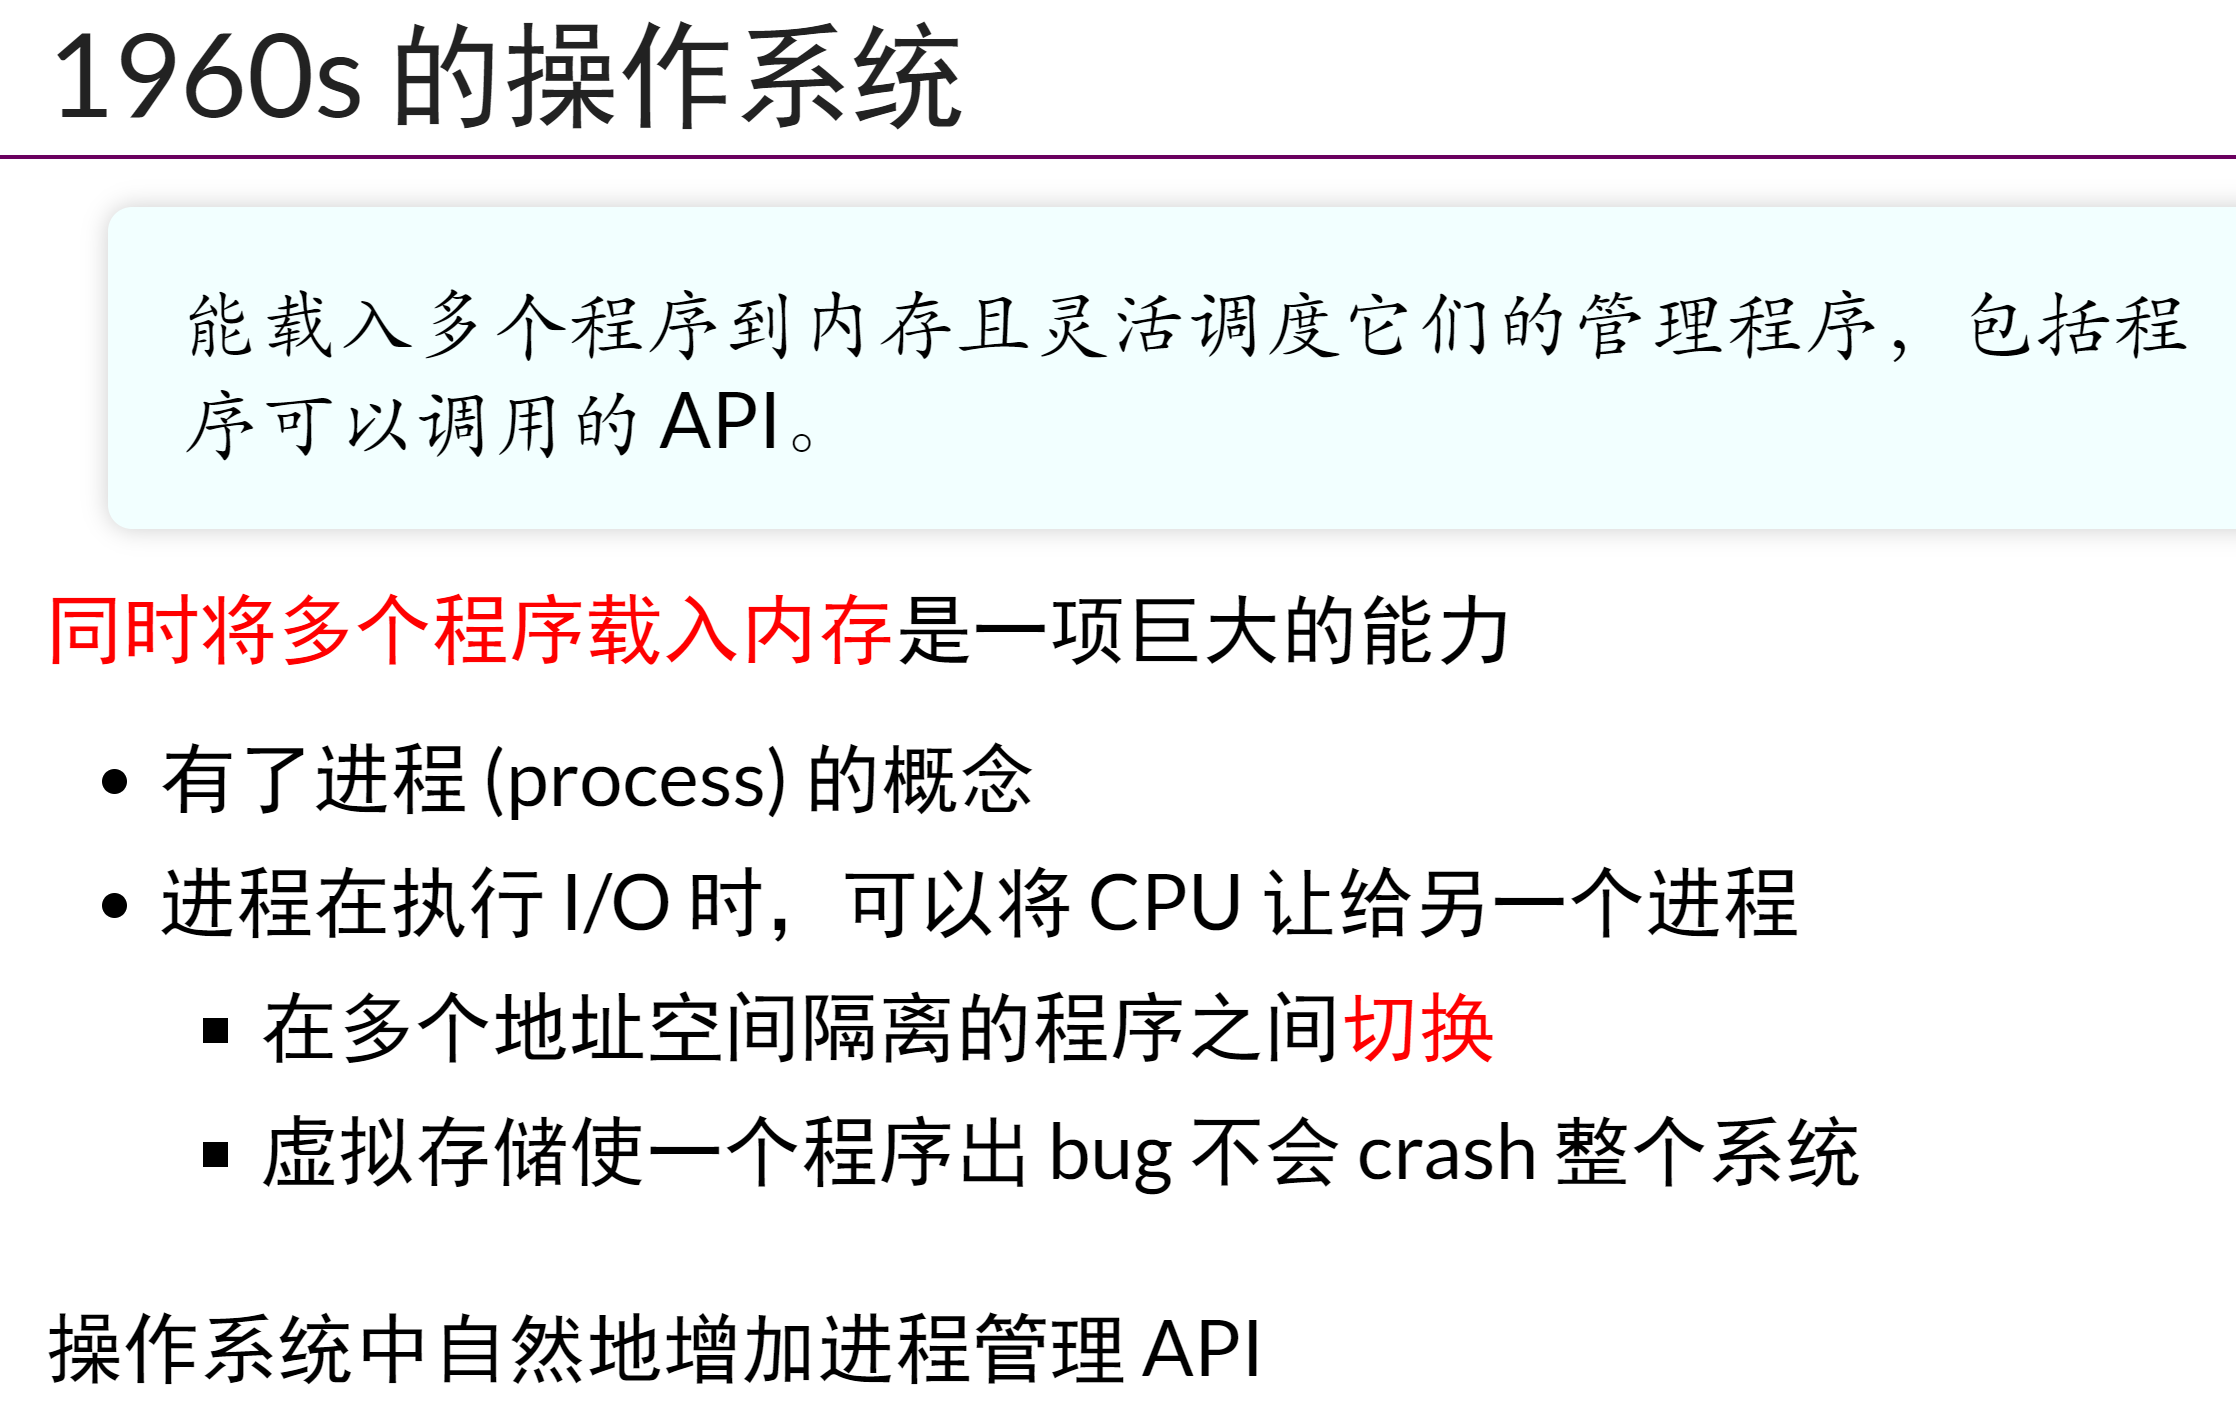 1960s 的操作系统
能载入多个程序到内存且灵活调度它们的管理程序，包括程
序可以调用的 API。
同时将多个程序载入内存是一项巨大的能力
• 有了进程 (process) 的概念
• 进程在执行 I/O 时，可以将 CPU 让给另一个进程
▪ 在多个地址空间隔离的程序之间切换
▪ 虚拟存储使一个程序出 bug 不会 crash 整个系统
操作系统中自然地增加进程管理 API